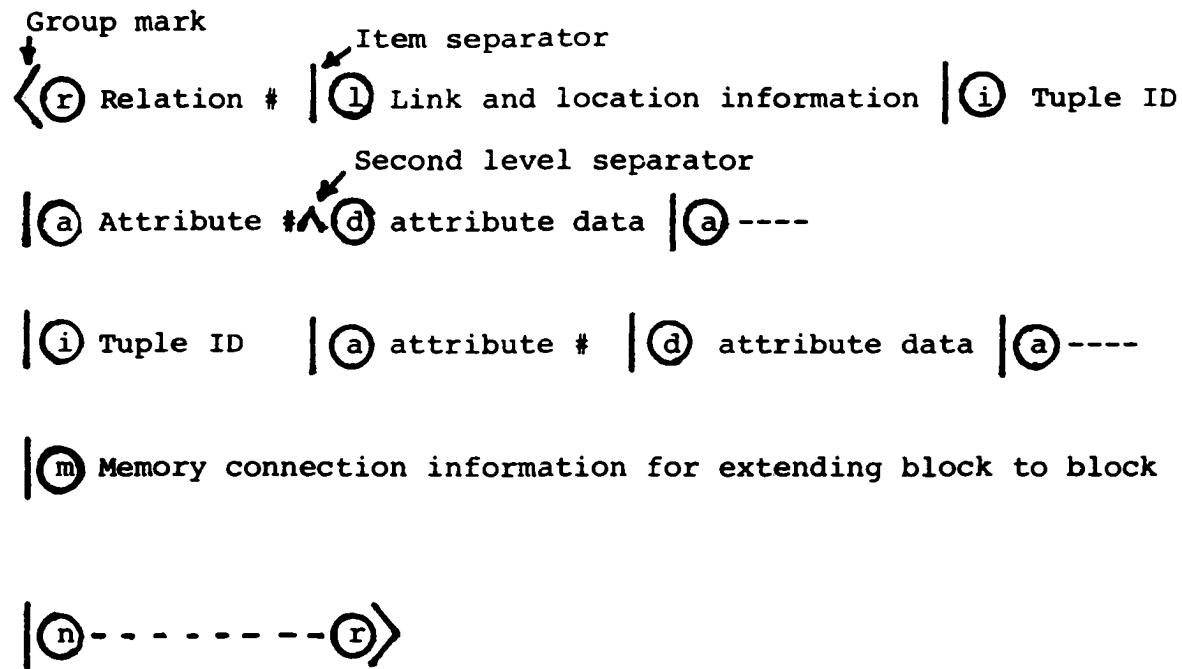 Group mark
Item separator
〈ⓡ Relation # |ⓛ Link and location information |ⓘ Tuple ID
Second level separator
|ⓐ Attribute #∧ⓓ attribute data |ⓐ----
|ⓘ Tuple ID |ⓐ attribute # |ⓓ attribute data |ⓐ----
|ⓜ Memory connection information for extending block to block
|ⓝ- - - - - - - - -ⓡ〉